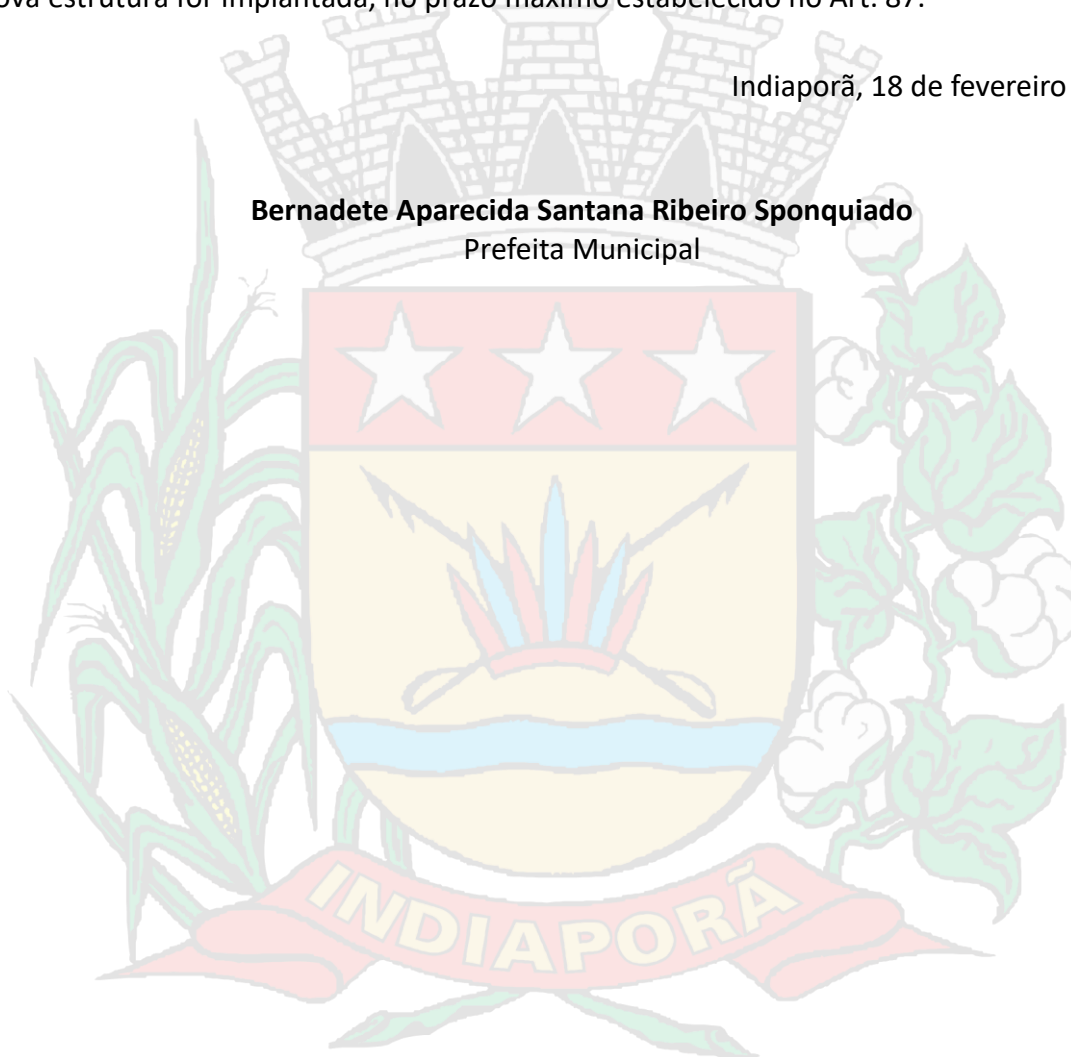 estrutura for implantada, no prazo máximo estabelecido no Art. 87.
Indiaporã, 18 de fevereiro
Bernadete Aparecida Santana Ribeiro Sponquiado
Prefeita Municipal
INDIAPORÃ